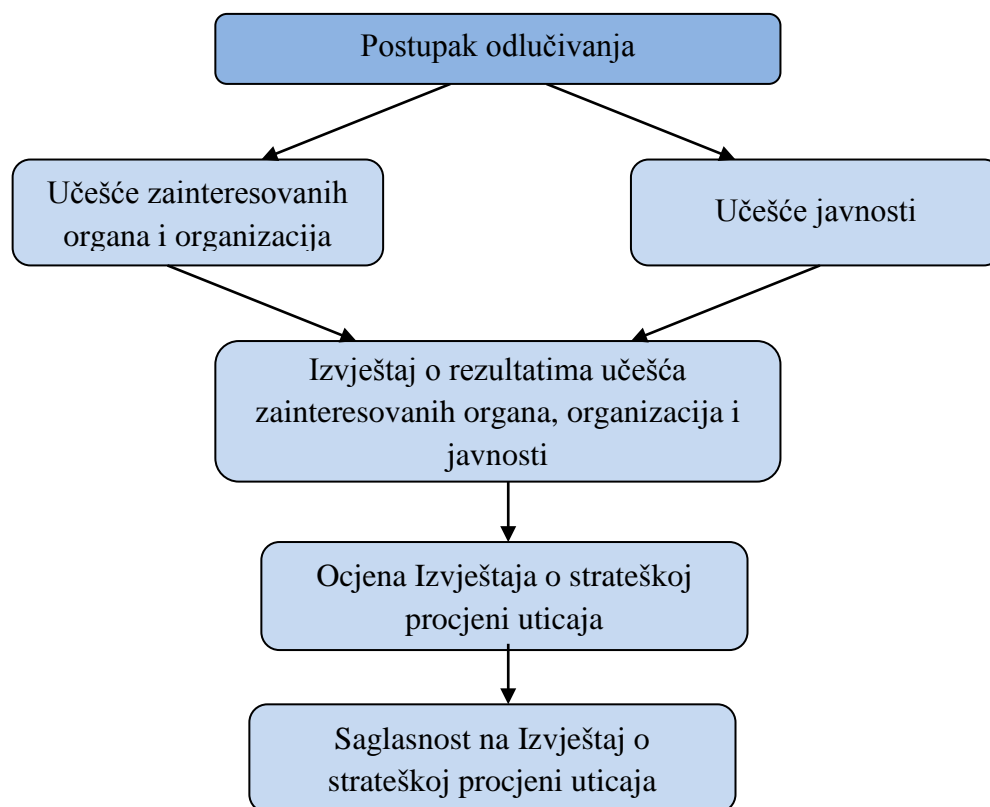 Postupak odlučivanja
Učešće zainteresovanih
organa i organizacija
Učešće javnosti
Izvještaj o rezultatima učešća
zainteresovanih organa, organizacija i
javnosti
Ocjena Izvještaja o strateškoj
procjeni uticaja
Saglasnost na Izvještaj o
strateškoj procjeni uticaja